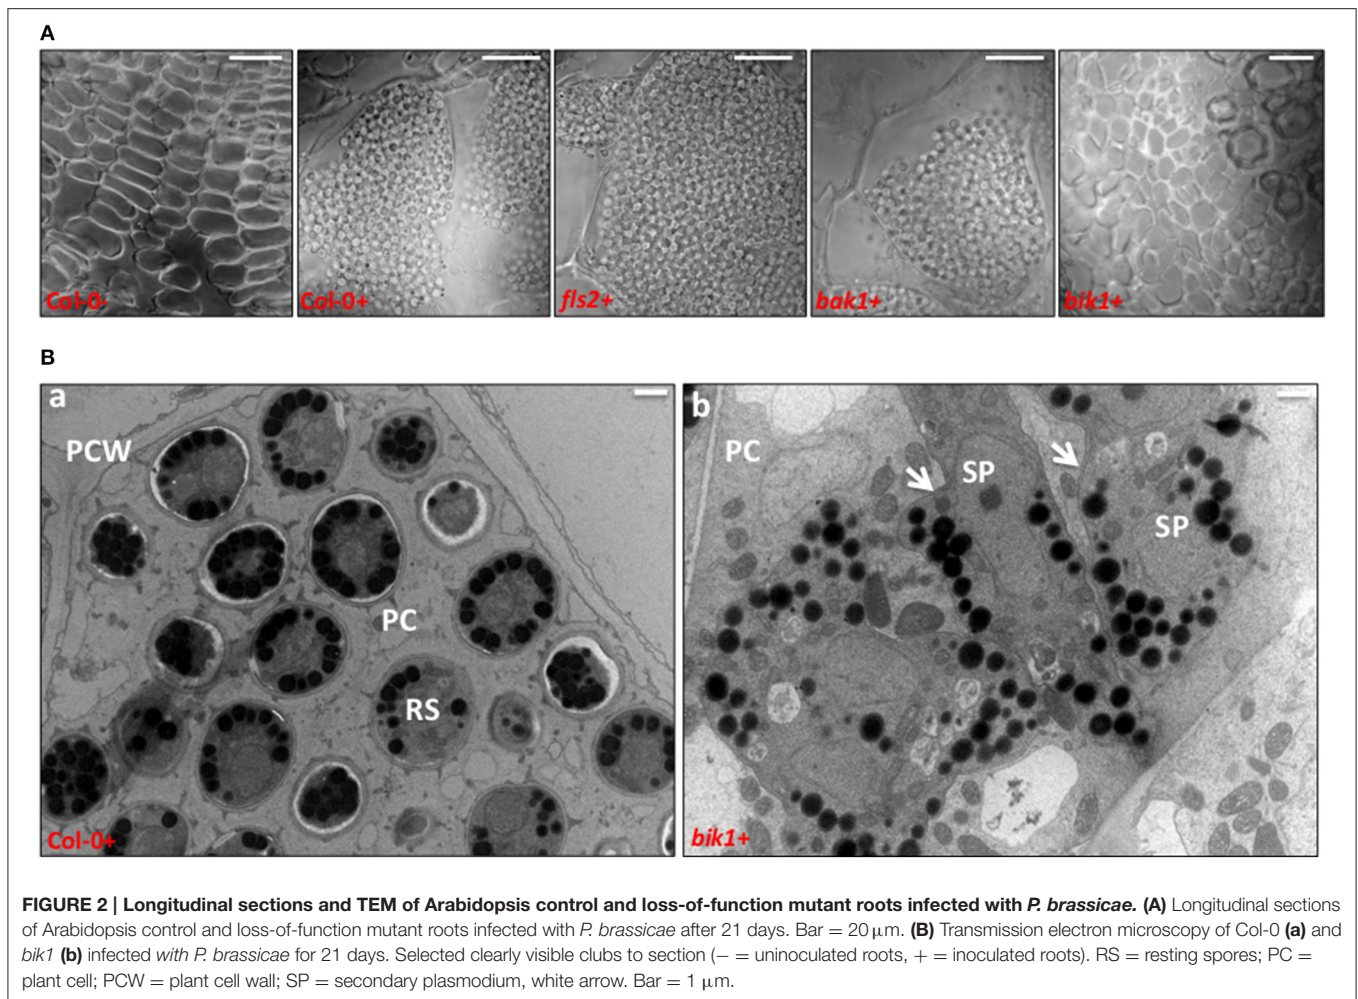 A
Col-0-
Col-0+
fls2+
bak1+
bik1+
B
a
PCW
PC
RS
Col-0+
b
PC
SP
SP
bik1+
FIGURE 2 | Longitudinal sections and TEM of Arabidopsis control and loss-of-function mutant roots infected with P. brassicae. (A) Longitudinal sections
of Arabidopsis control and loss-of-function mutant roots infected with P. brassicae after 21 days. Bar = 20 μm. (B) Transmission electron microscopy of Col-0 (a) and
bik1 (b) infected with P. brassicae for 21 days. Selected clearly visible clubs to section (− = uninoculated roots, + = inoculated roots). RS = resting spores; PC =
plant cell; PCW = plant cell wall; SP = secondary plasmodium, white arrow. Bar = 1 μm.